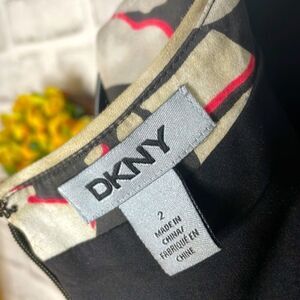 DKNY
2
MADE IN
CHINA/
FABRIQUÉ EN
CHINE